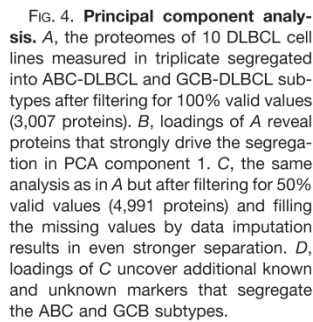 FIG. 4. Principal component analy-
sis. A, the proteomes of 10 DLBCL cell
lines measured in triplicate segregated
into ABC-DLBCL and GCB-DLBCL sub-
types after filtering for 100% valid values
(3,007 proteins). B, loadings of A reveal
proteins that strongly drive the segrega-
tion in PCA component 1. C, the same
analysis as in A but after filtering for 50%
valid values (4,991 proteins) and filling
the missing values by data imputation
results in even stronger separation. D,
loadings of C uncover additional known
and unknown markers that segregate
the ABC and GCB subtypes.